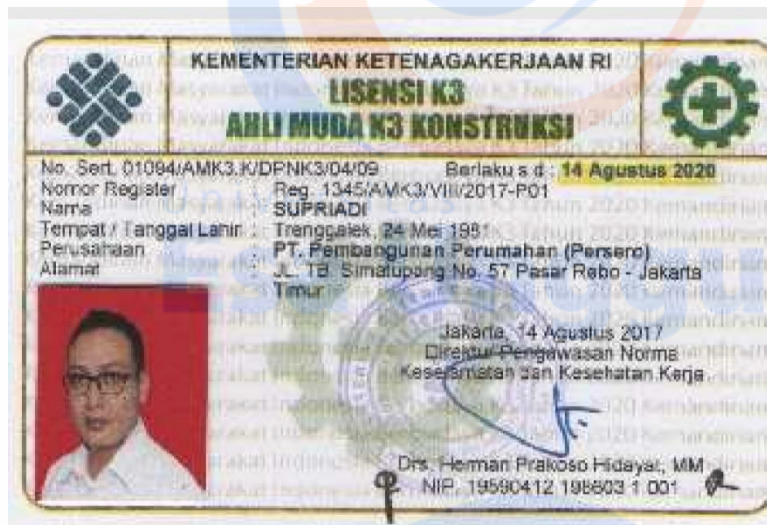 KEMENTERIAN KETENAGAKERJAAN RI
LISENSI K3
AHLI MUDA K3 KONSTRUKSI
No. Sert. 01094/AMK3.K/DPNK3/04/09 Berlaku s d : 14 Agustus 2020
Nomor Register : Reg. 1345/AMK3/VIII/2017-P01
Nama : SUPRIADI
Tempat / Tanggal Lahir : Trenggalek, 24 Mei 1981
Perusahaan : PT. Pembangunan Perumahan (Persero)
Alamat : JL. TB. Simatupang No. 57 Pasar Rebo - Jakarta
Timur
Jakarta, 14 Agustus 2017
Direktur Pengawasan Norma
Keselamatan dan Kesehatan Kerja
Drs. Herman Prakoso Hidayat, MM
NIP. 19590412 198603 1 001